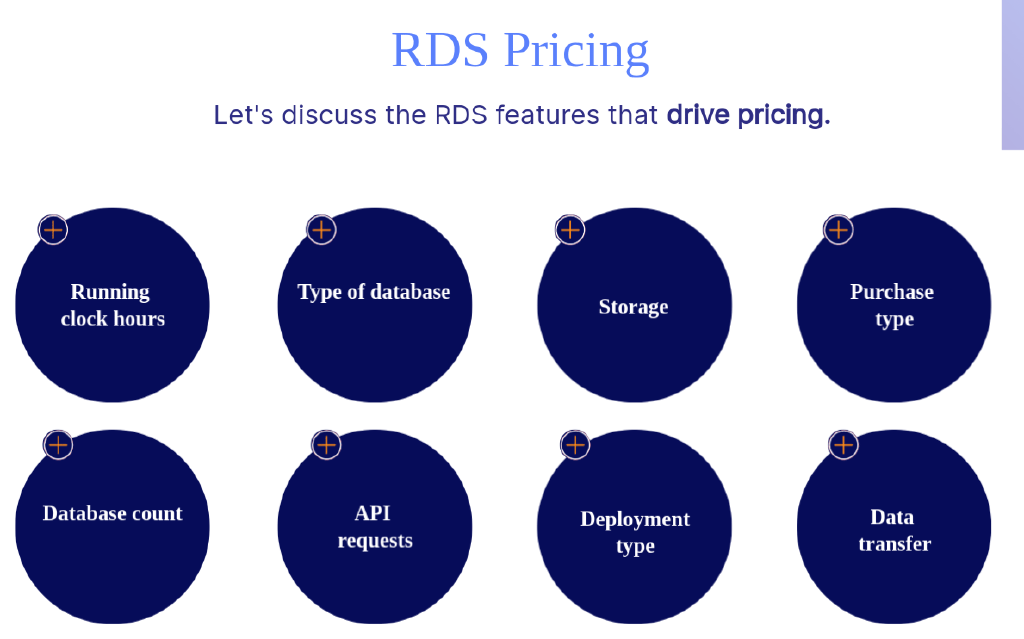 RDS Pricing
Let's discuss the RDS features that drive pricing.
Running
clock hours
Type of database
Storage
Purchase
type
Database count
API
requests
Deployment
type
Data
transfer